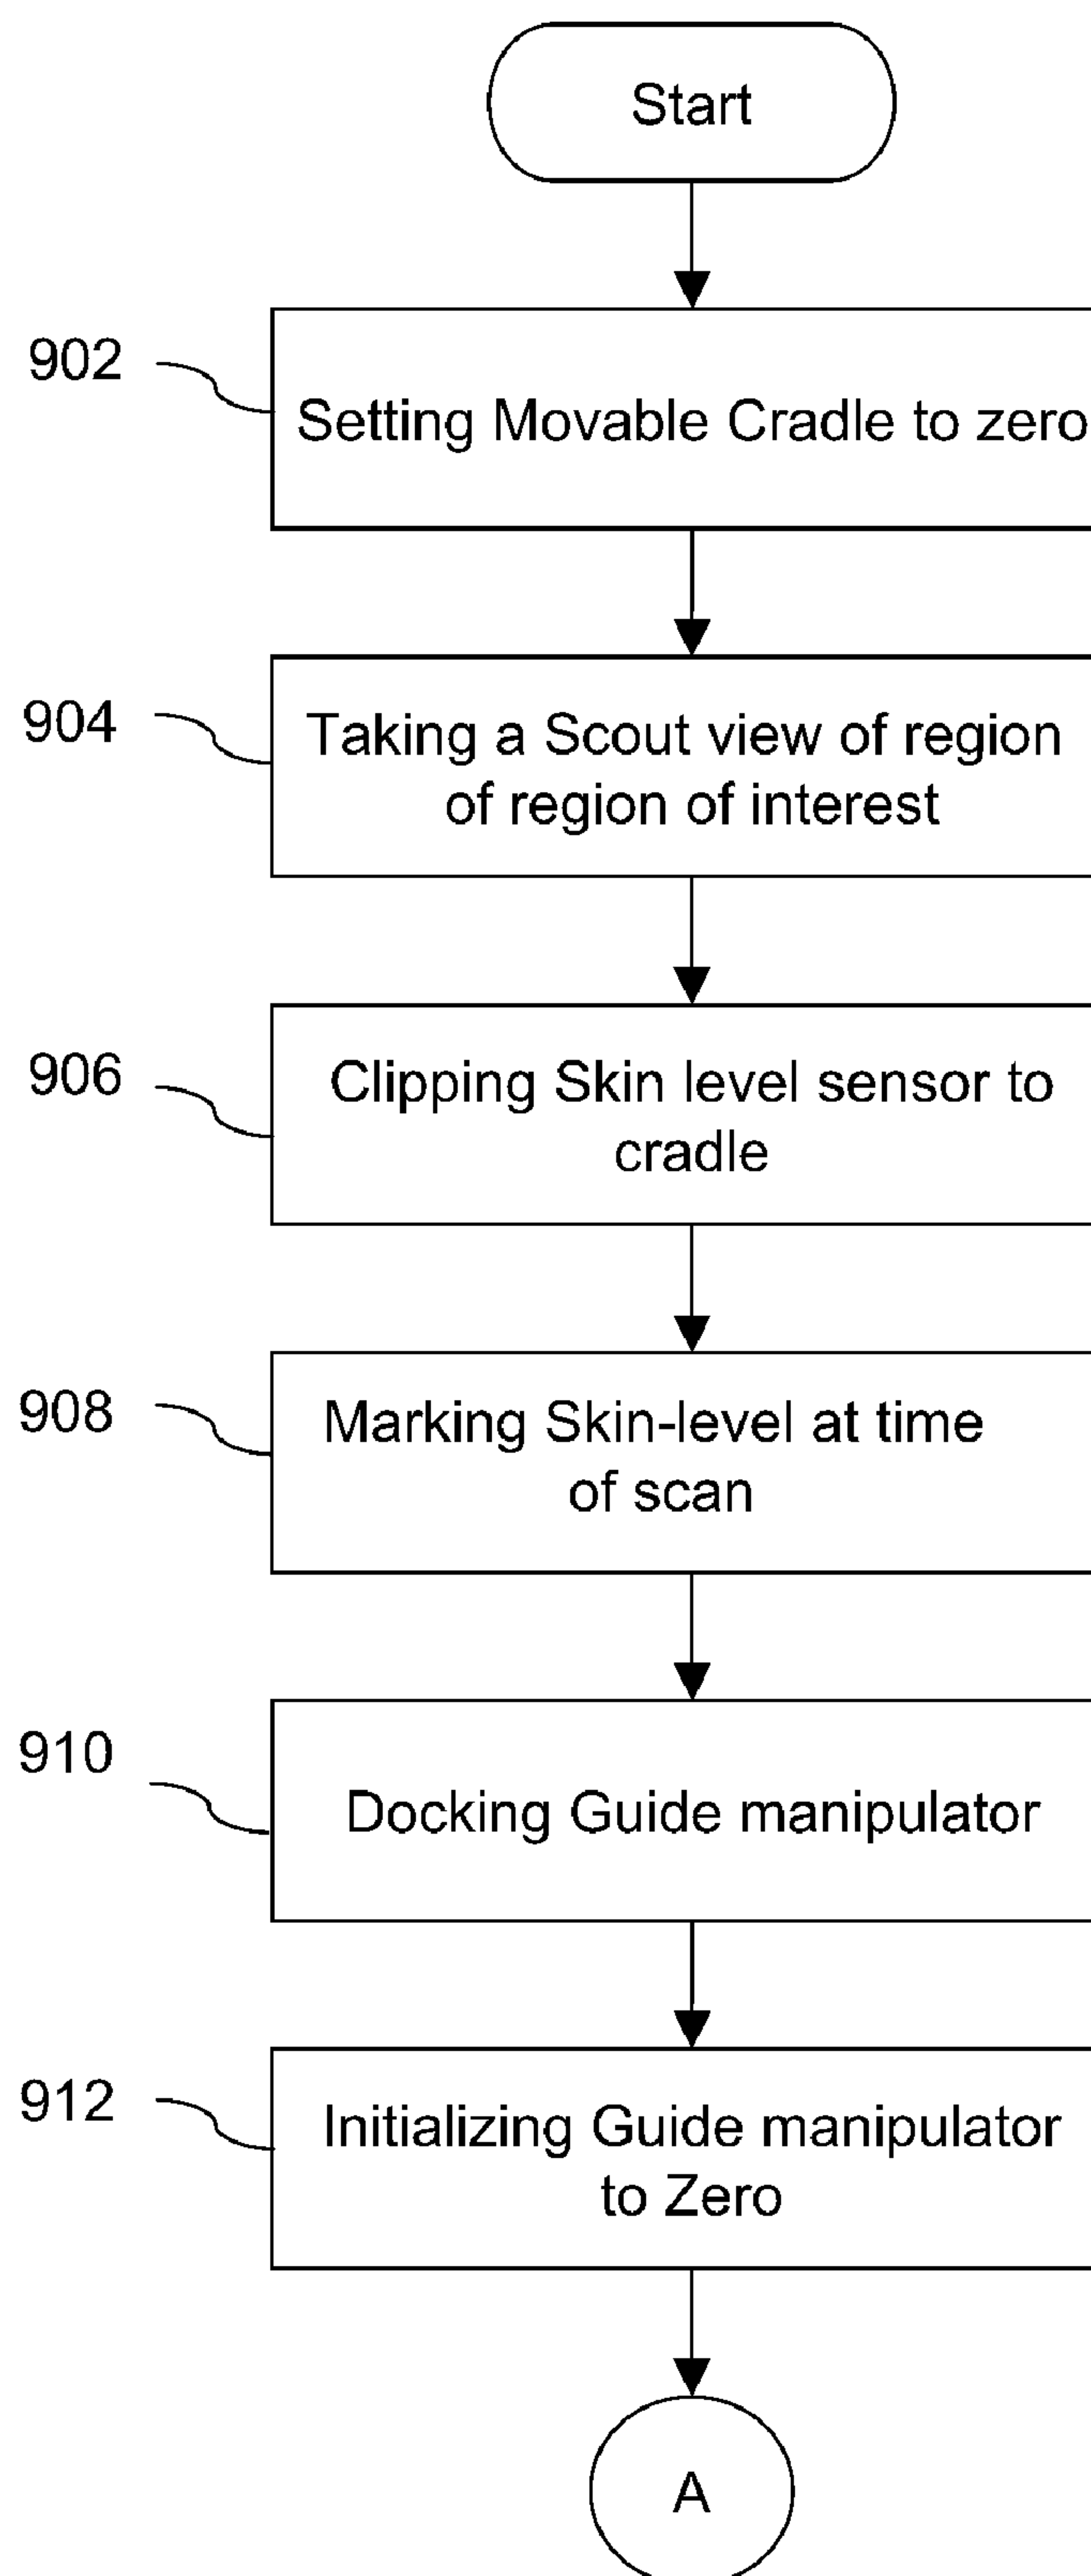 Start
902
Setting Movable Cradle to zero
904
Taking a Scout view of region
of region of interest
906
Clipping Skin level sensor to
cradle
908
Marking Skin-level at time
of scan
910
Docking Guide manipulator
912
Initializing Guide manipulator
to Zero
A